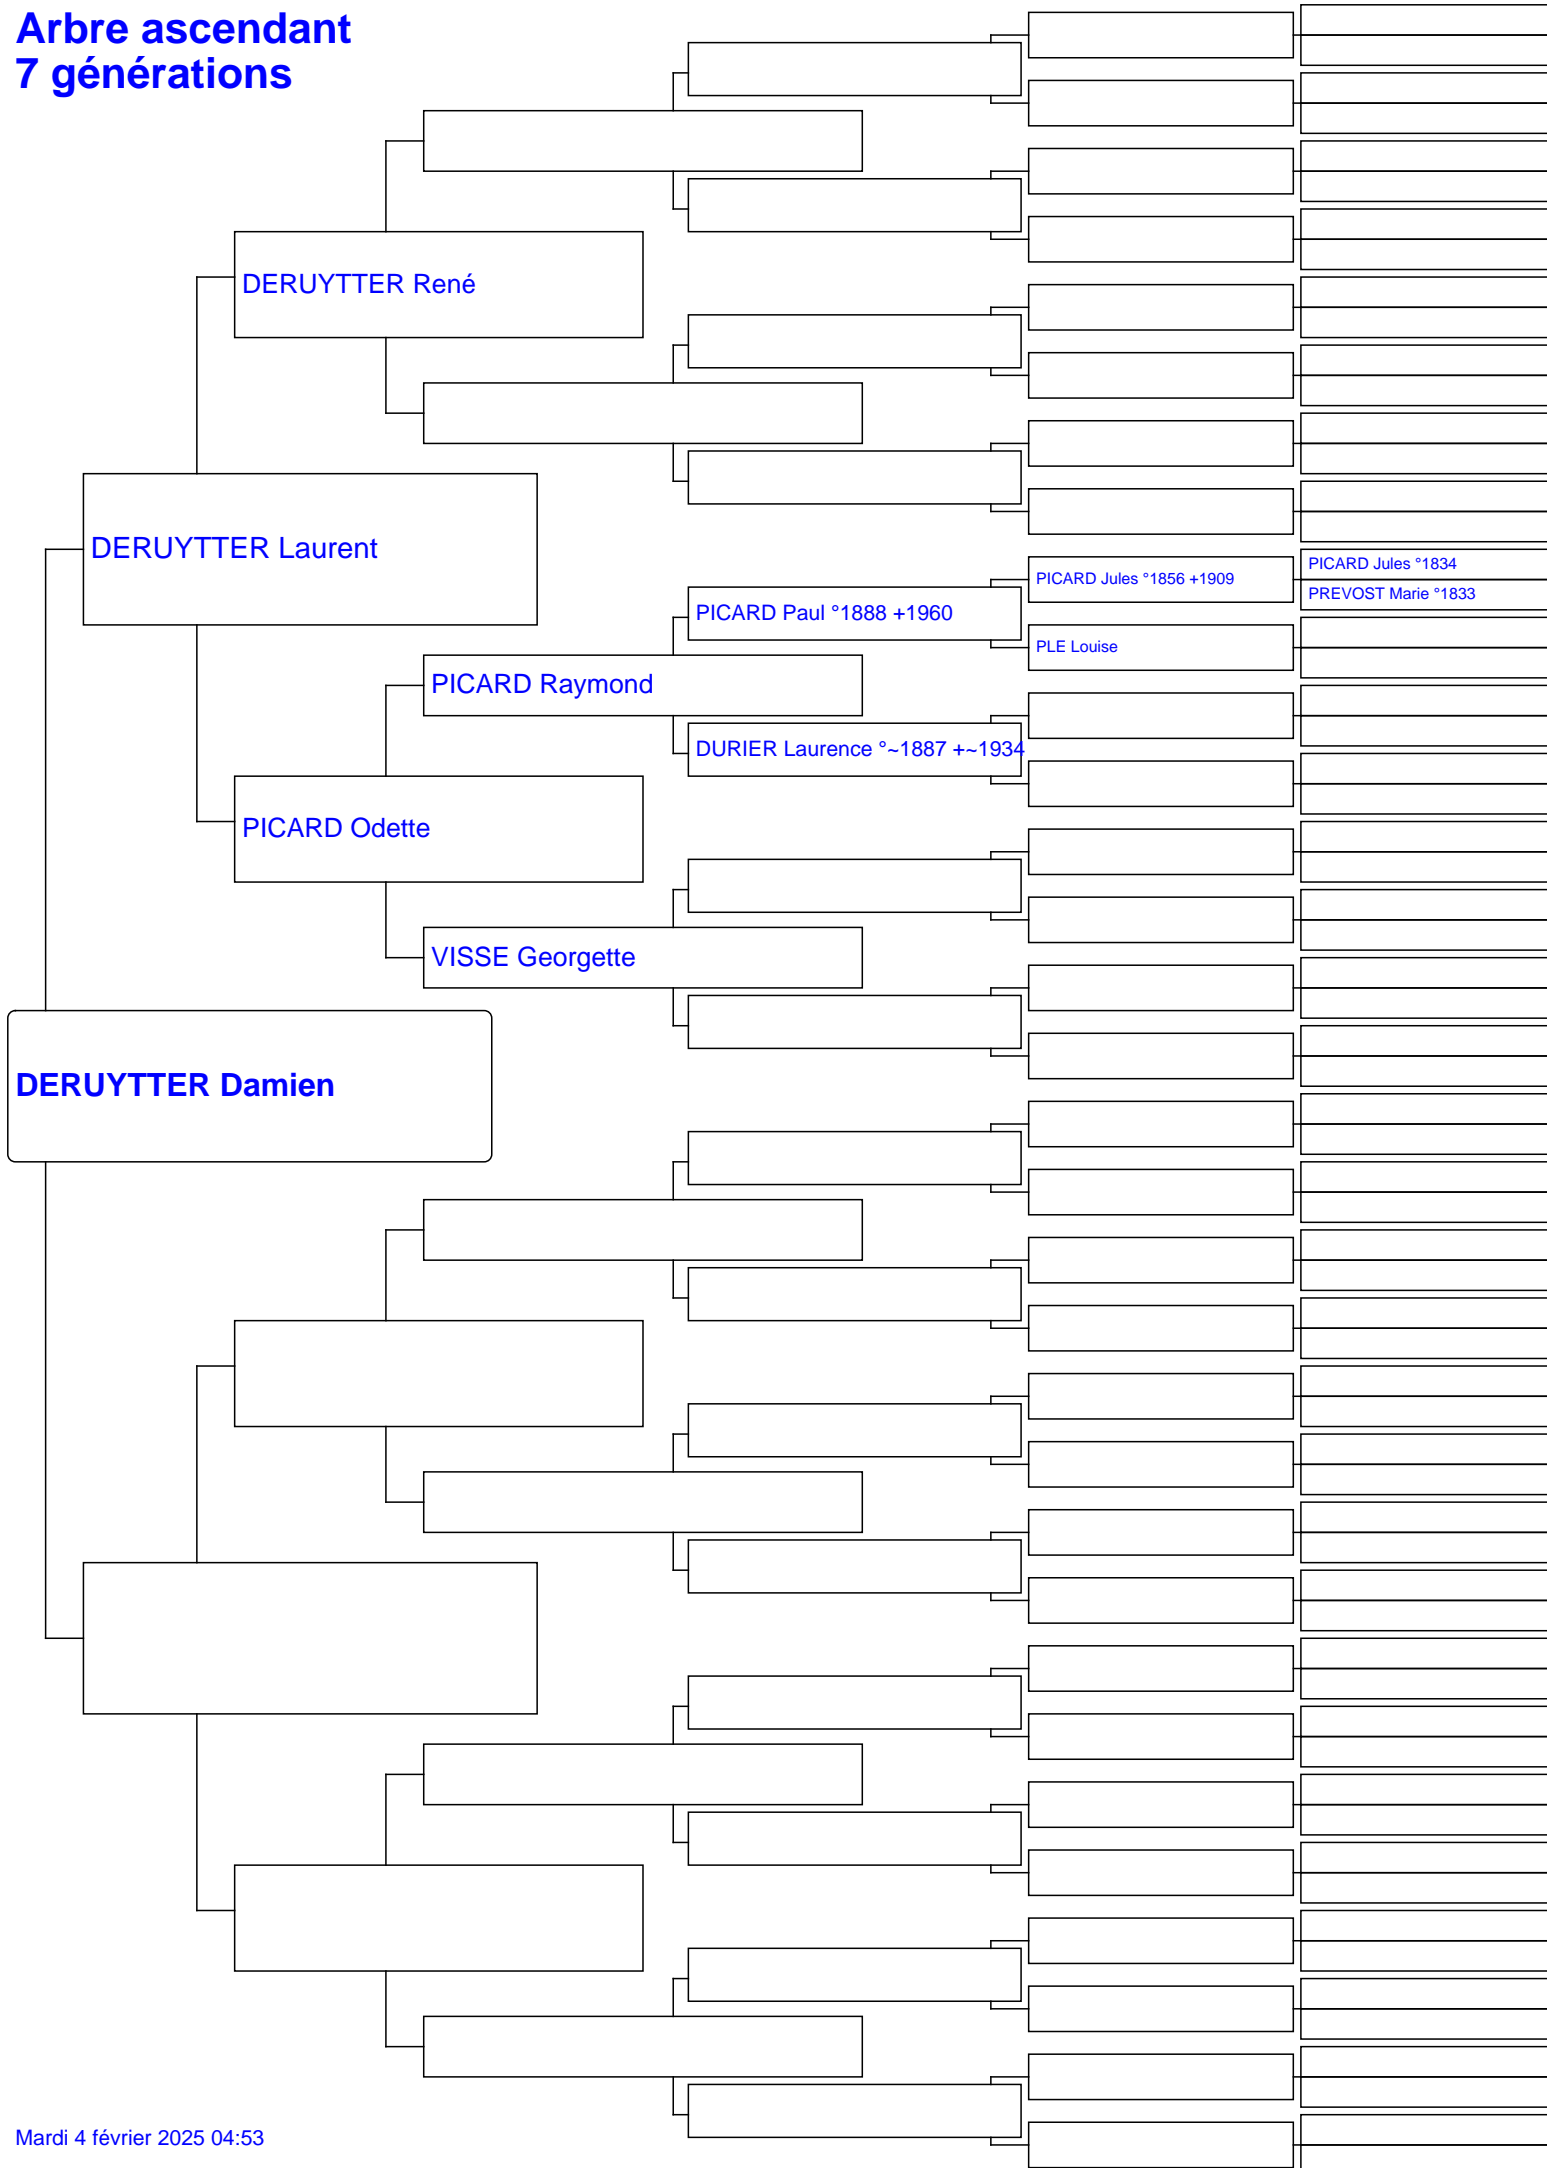 Arbre ascendant
7 générations
DERUYTTER René
DERUYTTER Laurent
PICARD Jules °1834
PICARD Jules °1856 +1909
PREVOST Marie °1833
PICARD Paul °1888 +1960
PLE Louise
PICARD Raymond
DURIER Laurence °~1887 +~1934
PICARD Odette
VISSE Georgette
DERUYTTER Damien
Mardi 4 février 2025 04:53